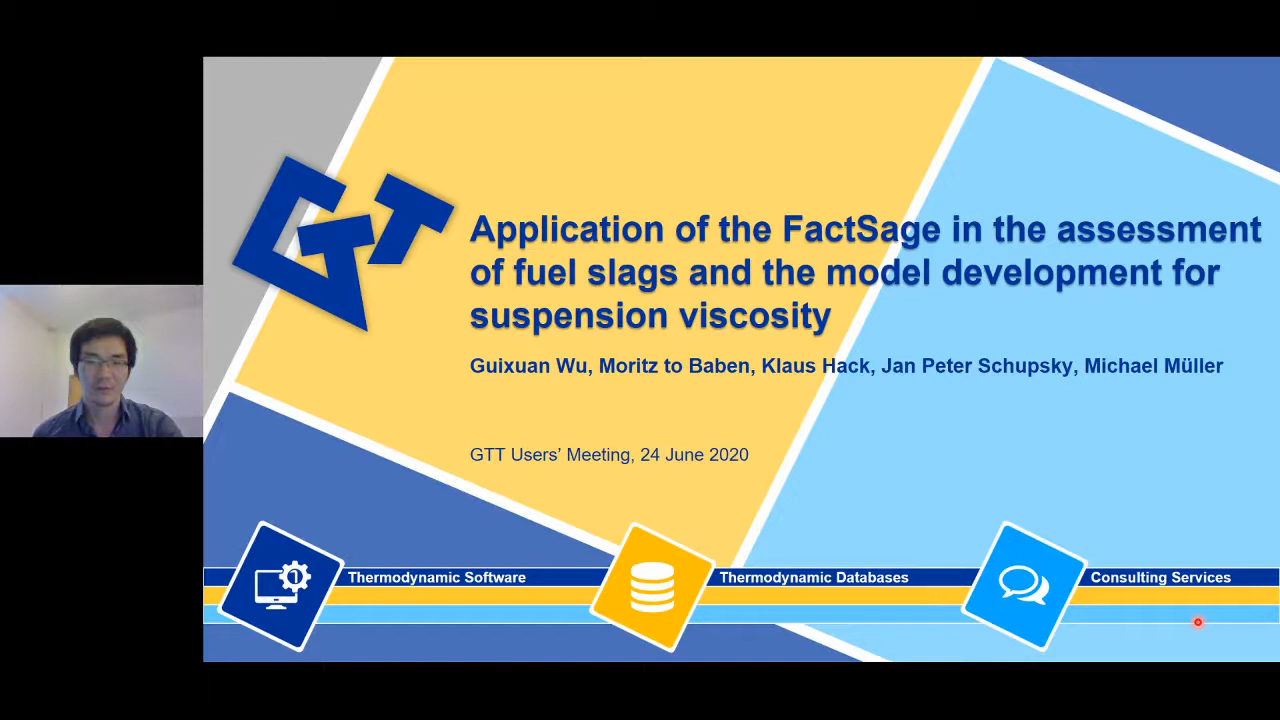 GTT
Application of the FactSage in the assessment
of fuel slags and the model development for
suspension viscosity
Guixuan Wu, Moritz to Baben, Klaus Hack, Jan Peter Schupsky, Michael Müller
GTT Users' Meeting, 24 June 2020
1
Thermodynamic Software
Thermodynamic Databases
Consulting Services